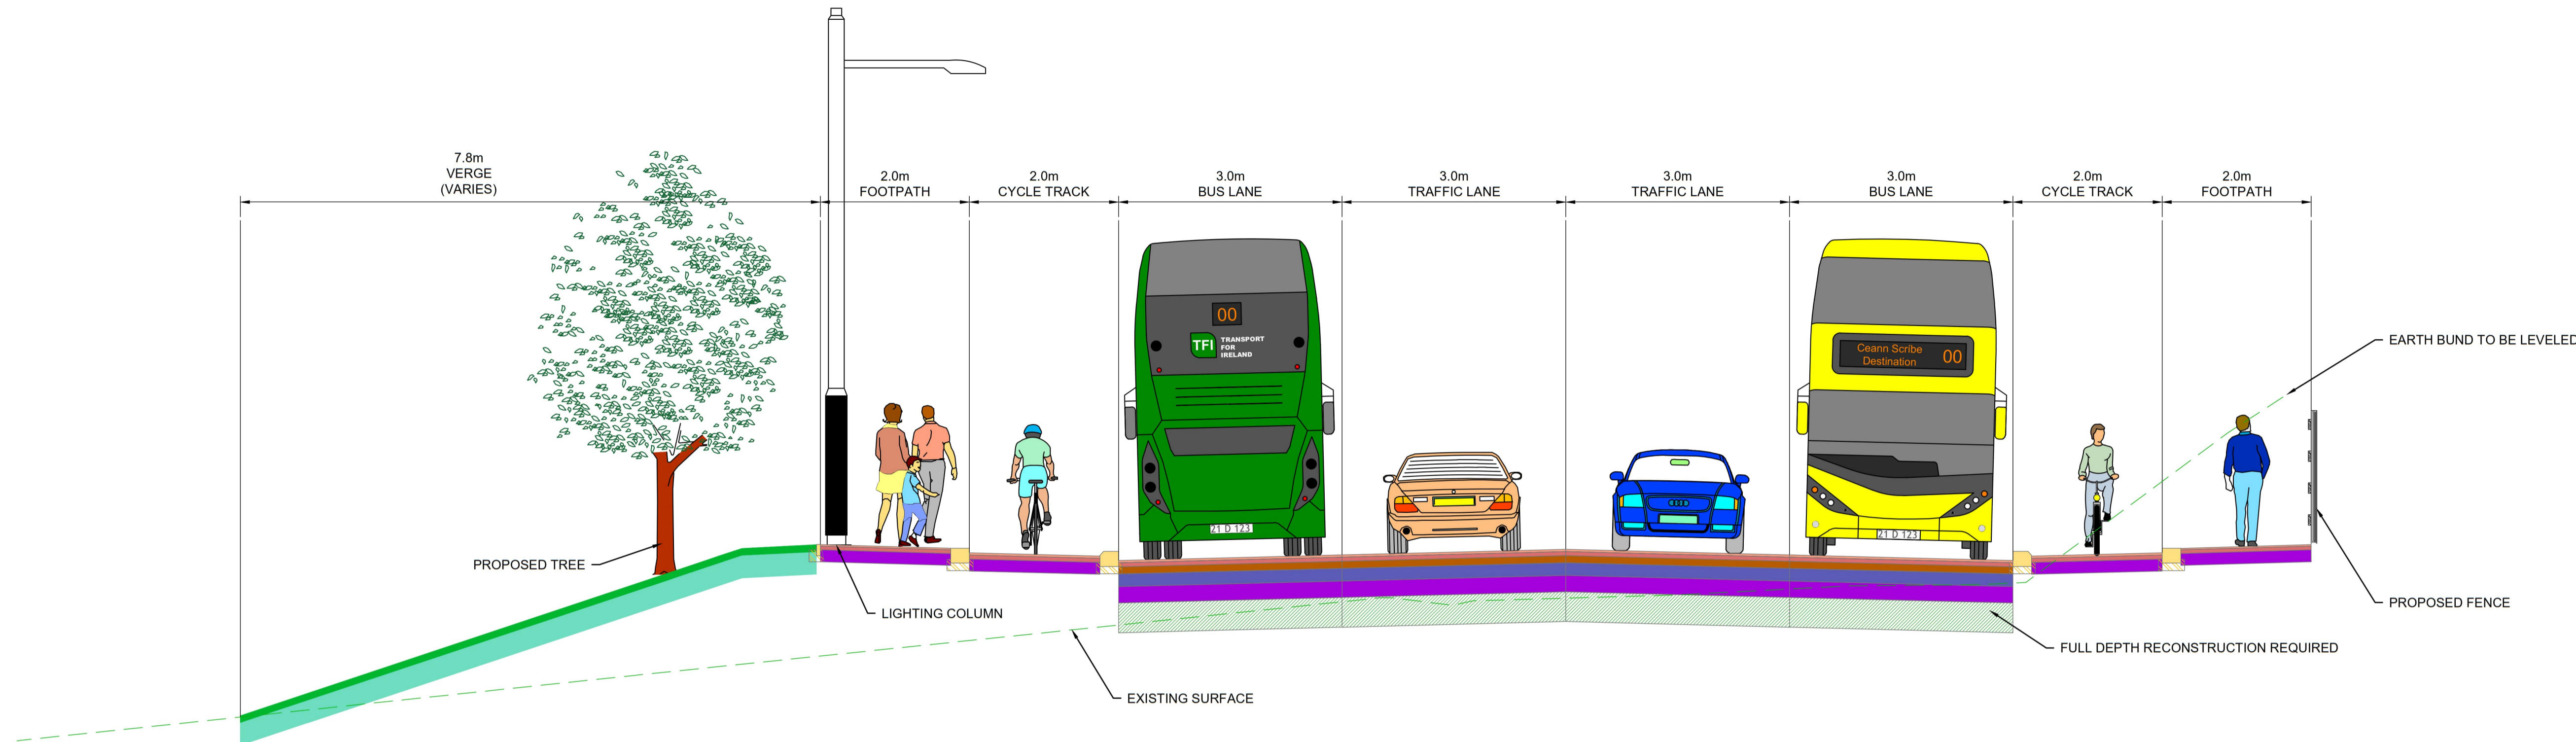 7.8m
VERGE
(VARIES)
2.0m
FOOTPATH
2.0m
CYCLE TRACK
3.0m
BUS LANE
3.0m
TRAFFIC LANE
3.0m
TRAFFIC LANE
3.0m
BUS LANE
2.0m
CYCLE TRACK
2.0m
FOOTPATH
00
TFI
TRANSPORT
FOR
IRELAND
21 D 123
Ceann Scríbe
Destination
00
21 D 123
EARTH BUND TO BE LEVELED
PROPOSED TREE
LIGHTING COLUMN
EXISTING SURFACE
PROPOSED FENCE
FULL DEPTH RECONSTRUCTION REQUIRED